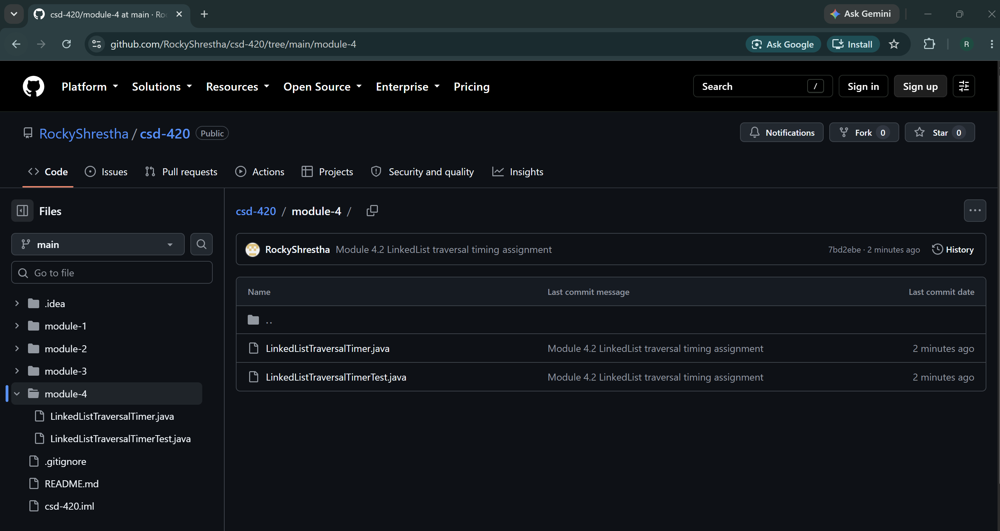 csd-420/module-4 at main · Roc
Ask Gemini
github.com/RockyShrestha/csd-420/tree/main/module-4
Ask Google
Install
R
Platform
Solutions
Resources
Open Source
Enterprise
Pricing
Search
/
Sign in
Sign up
RockyShrestha / csd-420
Public
Notifications
Fork 0
Star 0
Code
Issues
Pull requests
Actions
Projects
Security and quality
Insights
Files
main
Go to file
.idea
module-1
module-2
module-3
module-4
LinkedListTraversalTimer.java
LinkedListTraversalTimerTest.java
.gitignore
README.md
csd-420.iml
csd-420 / module-4 /
RockyShrestha Module 4.2 LinkedList traversal timing assignment
7bd2ebe · 2 minutes ago
History
Name Last commit message Last commit date
..
LinkedListTraversalTimer.java Module 4.2 LinkedList traversal timing assignment 2 minutes ago
LinkedListTraversalTimerTest.java Module 4.2 LinkedList traversal timing assignment 2 minutes ago